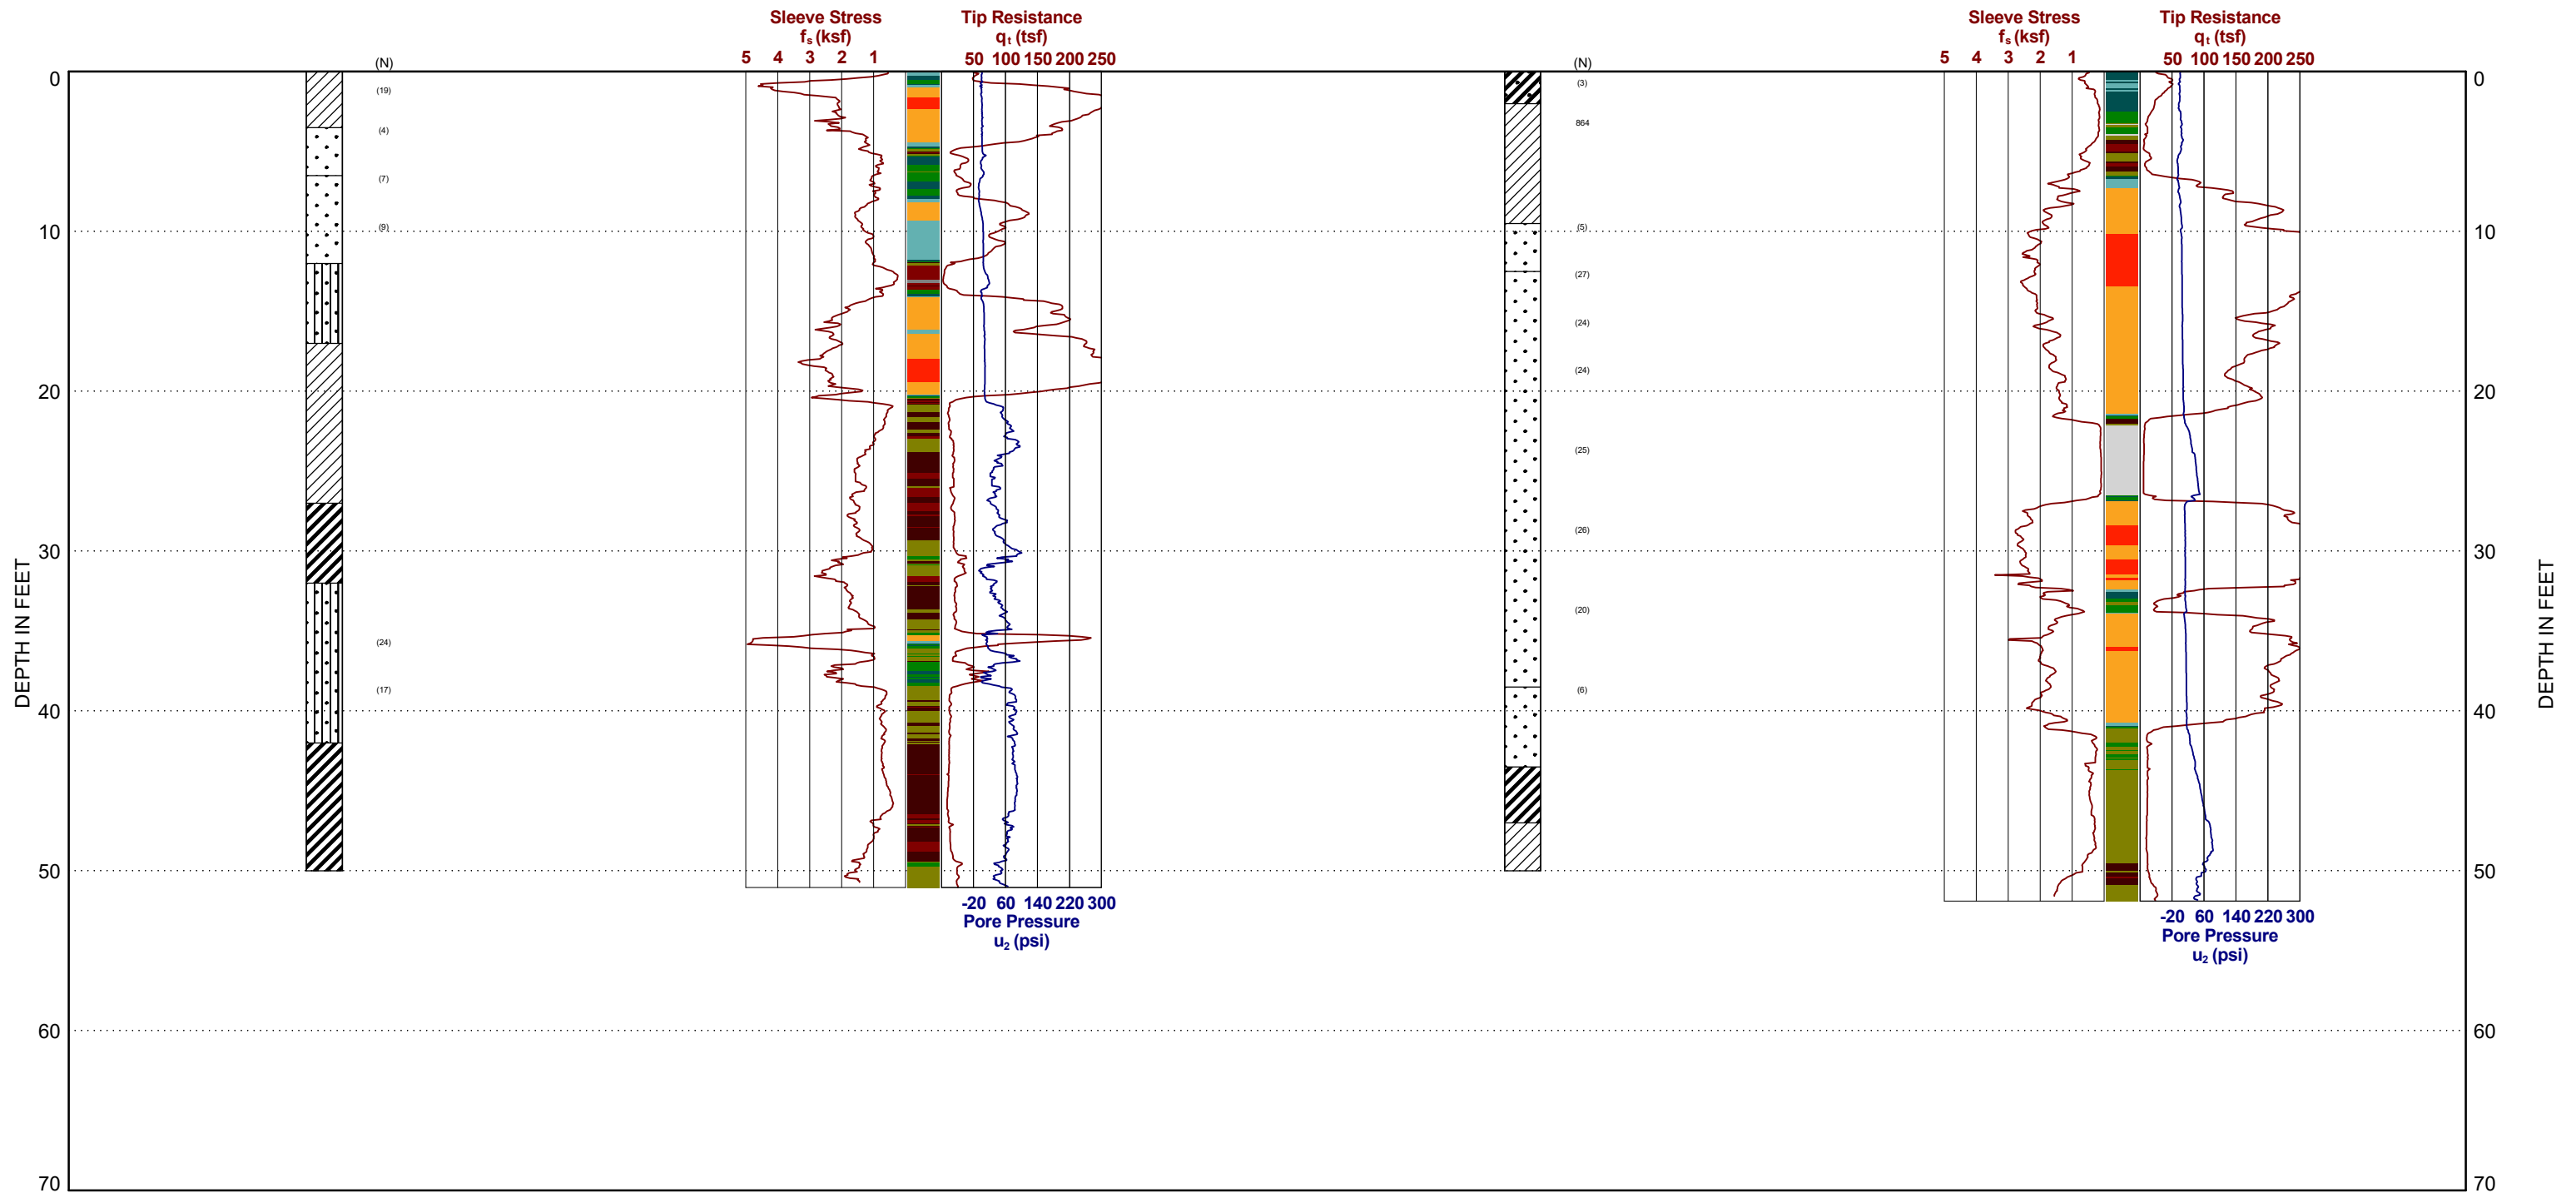 Sleeve Stress Tip Resistance Sleeve Stress Tip Resistance
fs (ksf) qt (tsf) fs (ksf) qt (tsf)
5 4 3 2 1 50 100 150 200 250 5 4 3 2 1 50 100 150 200 250
(N) (N)
0 0
(19) (3)
(4) 864
(7)
(9) (5)
10 10
(27)
(24)
(24)
20 20
(25)
(26)
30 30
(20)
(24)
(17) (6)
40 40
50 50
-20 60 140 220 300 -20 60 140 220 300
Pore Pressure Pore Pressure
u2 (psi) u2 (psi)
60 60
70 70
DEPTH IN FEET
DEPTH IN FEET